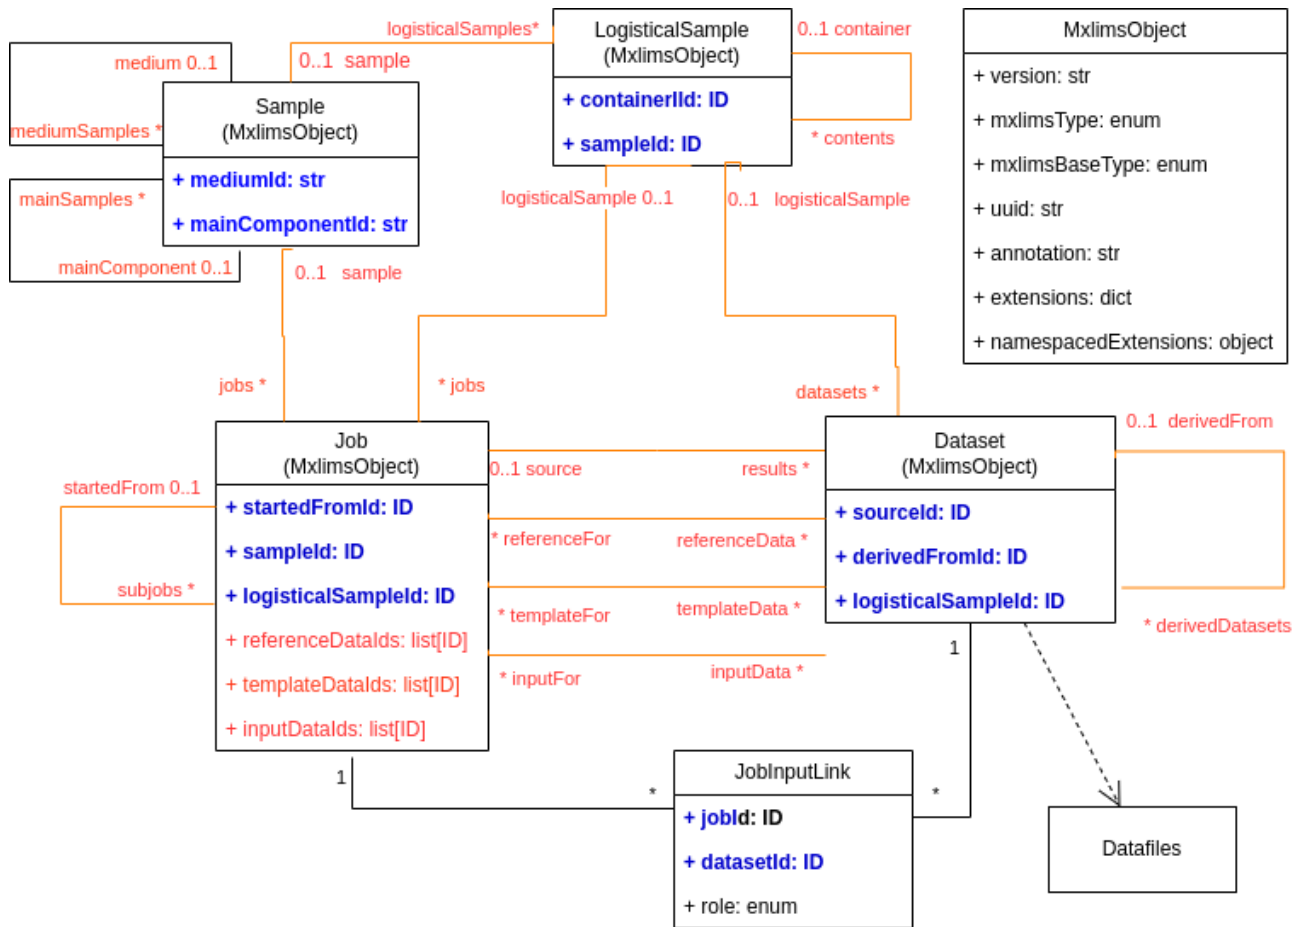 logisticalSamples*
LogisticalSample
(MxlimsObject)
+ containerIId: ID
+ sampleId: ID
0..1 container
* contents
MxlimsObject
+ version: str
+ mxlimsType: enum
+ mxlimsBaseType: enum
+ uuid: str
+ annotation: str
+ extensions: dict
+ namespacedExtensions: object
medium 0..1
0..1 sample
mediumSamples *
Sample
(MxlimsObject)
+ mediumId: str
+ mainComponentId: str
mainSamples *
mainComponent 0..1
0..1 sample
logisticalSample 0..1
0..1 logisticalSample
jobs *
* jobs
datasets *
Job
(MxlimsObject)
+ startedFromId: ID
+ sampleId: ID
+ logisticalSampleId: ID
+ referenceDataIds: list[ID]
+ templateDataIds: list[ID]
+ inputDataIds: list[ID]
startedFrom 0..1
subjobs *
0..1 source
results *
* referenceFor
referenceData *
* templateFor
templateData *
* inputFor
inputData *
Dataset
(MxlimsObject)
+ sourceId: ID
+ derivedFromId: ID
+ logisticalSampleId: ID
0..1 derivedFrom
* derivedDatasets
1
1
*
*
JobInputLink
+ jobId: ID
+ datasetId: ID
+ role: enum
Datafiles